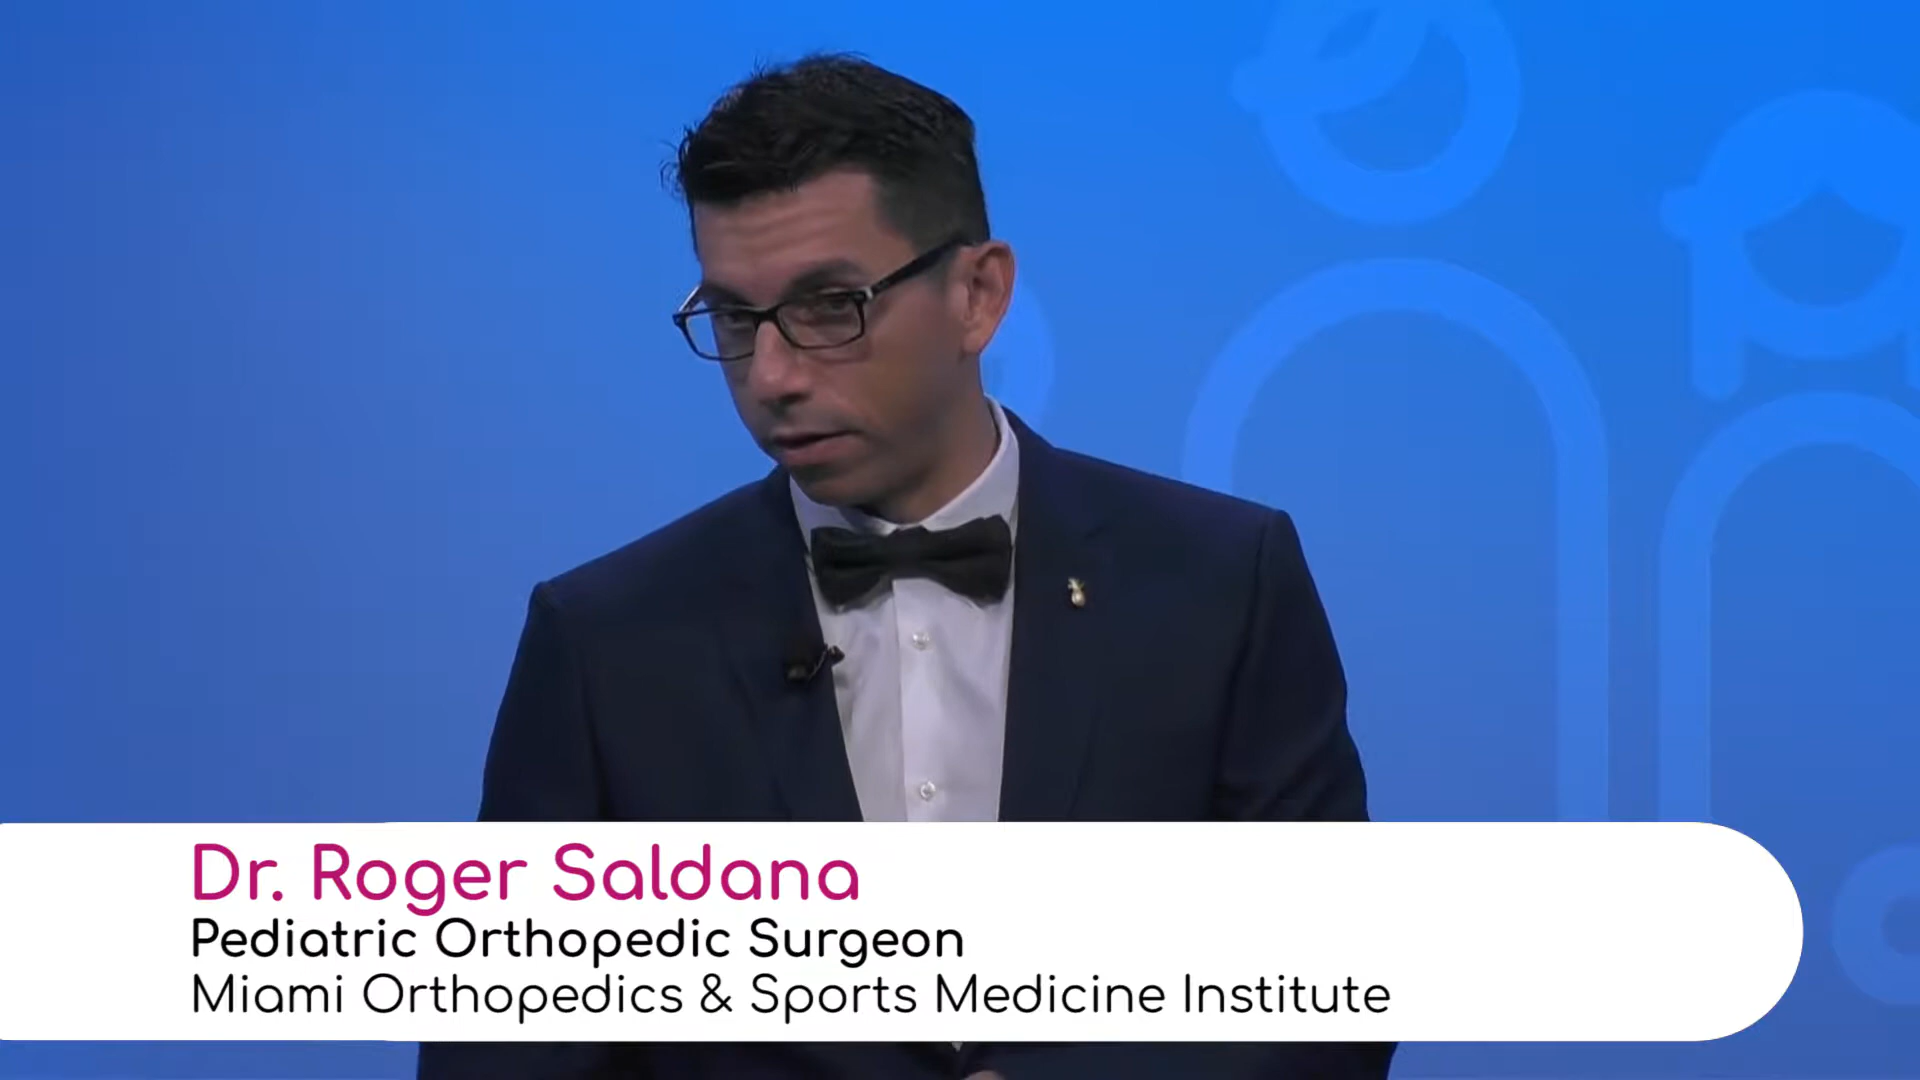 Dr. Roger Saldana
Pediatric Orthopedic Surgeon
Miami Orthopedics & Sports Medicine Institute